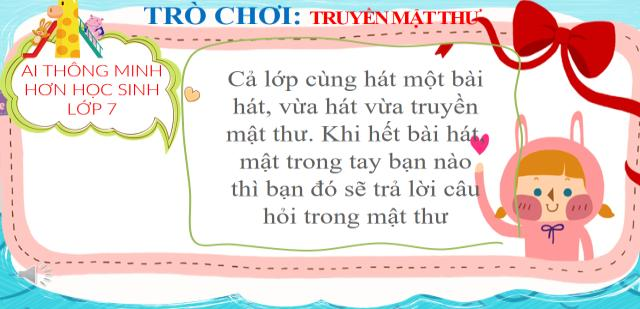 TRÒ CHƠI: TRUYỀN MẬT THƯ
AI THÔNG MINH
HƠN HỌC SINH
LỚP 7
Cả lớp cùng hát một bài
hát, vừa hát vừa truyền
mật thư. Khi hết bài hát,
mật trong tay bạn nào
thì bạn đó sẽ trả lời câu
hỏi trong mật thư